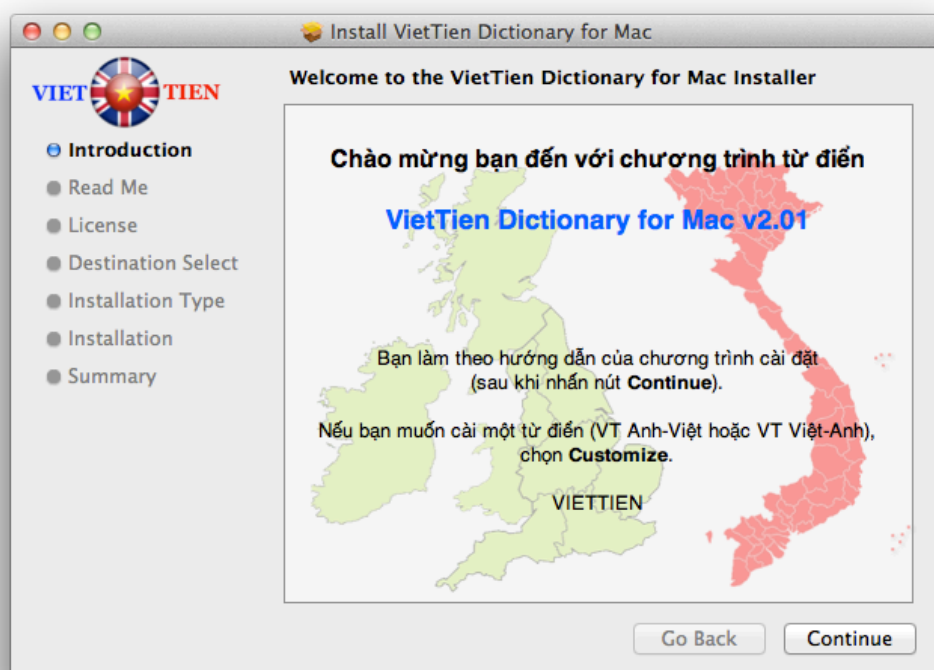 Install VietTien Dictionary for Mac
VIET TIEN
Welcome to the VietTien Dictionary for Mac Installer
Introduction
Read Me
License
Destination Select
Installation Type
Installation
Summary
Chào mừng bạn đến với chương trình từ điển
VietTien Dictionary for Mac v2.01
Bạn làm theo hướng dẫn của chương trình cài đặt
(sau khi nhấn nút Continue).
Nếu bạn muốn cài một từ điển (VT Anh-Việt hoặc VT Việt-Anh),
chọn Customize.
VIETTIEN
Go Back
Continue